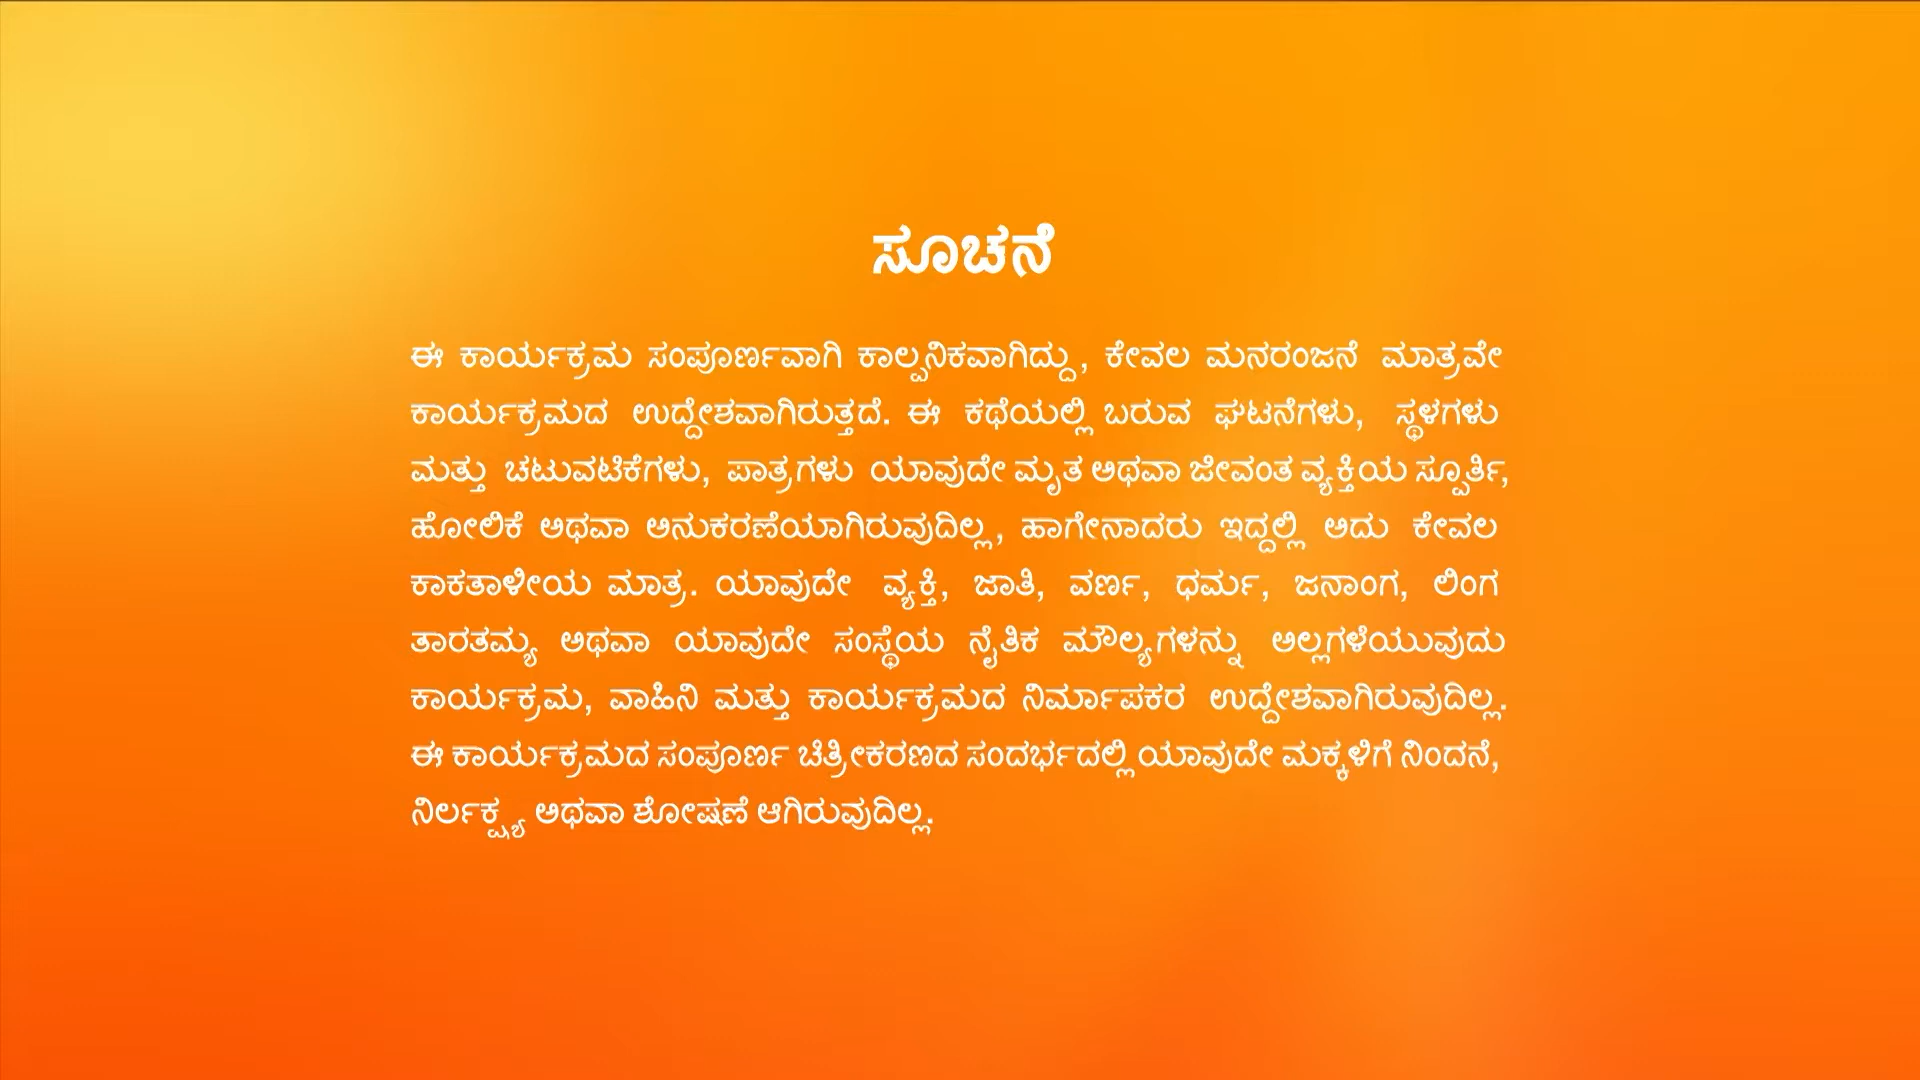 ಸೂಚನೆ
ಈ ಕಾರ್ಯಕ್ರಮ ಸಂಪೂರ್ಣವಾಗಿ ಕಾಲ್ಪನಿಕವಾಗಿದ್ದು, ಕೇವಲ ಮನರಂಜನೆ ಮಾತ್ರವೇ
ಕಾರ್ಯಕ್ರಮದ ಉದ್ದೇಶವಾಗಿರುತ್ತದೆ. ಈ ಕಥೆಯಲ್ಲಿ ಬರುವ ಘಟನೆಗಳು, ಸ್ಥಳಗಳು
ಮತ್ತು ಚಟುವಟಿಕೆಗಳು, ಪಾತ್ರಗಳು ಯಾವುದೇ ಮೃತ ಅಥವಾ ಜೀವಂತ ವ್ಯಕ್ತಿಯ ಸ್ಪೂರ್ತಿ,
ಹೋಲಿಕೆ ಅಥವಾ ಅನುಕರಣೆಯಾಗಿರುವುದಿಲ್ಲ, ಹಾಗೇನಾದರು ಇದ್ದಲ್ಲಿ ಅದು ಕೇವಲ
ಕಾಕತಾಳೀಯ ಮಾತ್ರ. ಯಾವುದೇ ವ್ಯಕ್ತಿ, ಜಾತಿ, ವರ್ಣ, ಧರ್ಮ, ಜನಾಂಗ, ಲಿಂಗ
ತಾರತಮ್ಯ ಅಥವಾ ಯಾವುದೇ ಸಂಸ್ಥೆಯ ನೈತಿಕ ಮೌಲ್ಯಗಳನ್ನು ಅಲ್ಲಗಳೆಯುವುದು
ಕಾರ್ಯಕ್ರಮ, ವಾಹಿನಿ ಮತ್ತು ಕಾರ್ಯಕ್ರಮದ ನಿರ್ಮಾಪಕರ ಉದ್ದೇಶವಾಗಿರುವುದಿಲ್ಲ.
ಈ ಕಾರ್ಯಕ್ರಮದ ಸಂಪೂರ್ಣ ಚಿತ್ರೀಕರಣದ ಸಂದರ್ಭದಲ್ಲಿ ಯಾವುದೇ ಮಕ್ಕಳಿಗೆ ನಿಂದನೆ,
ನಿರ್ಲಕ್ಷ್ಯ ಅಥವಾ ಶೋಷಣೆ ಆಗಿರುವುದಿಲ್ಲ.